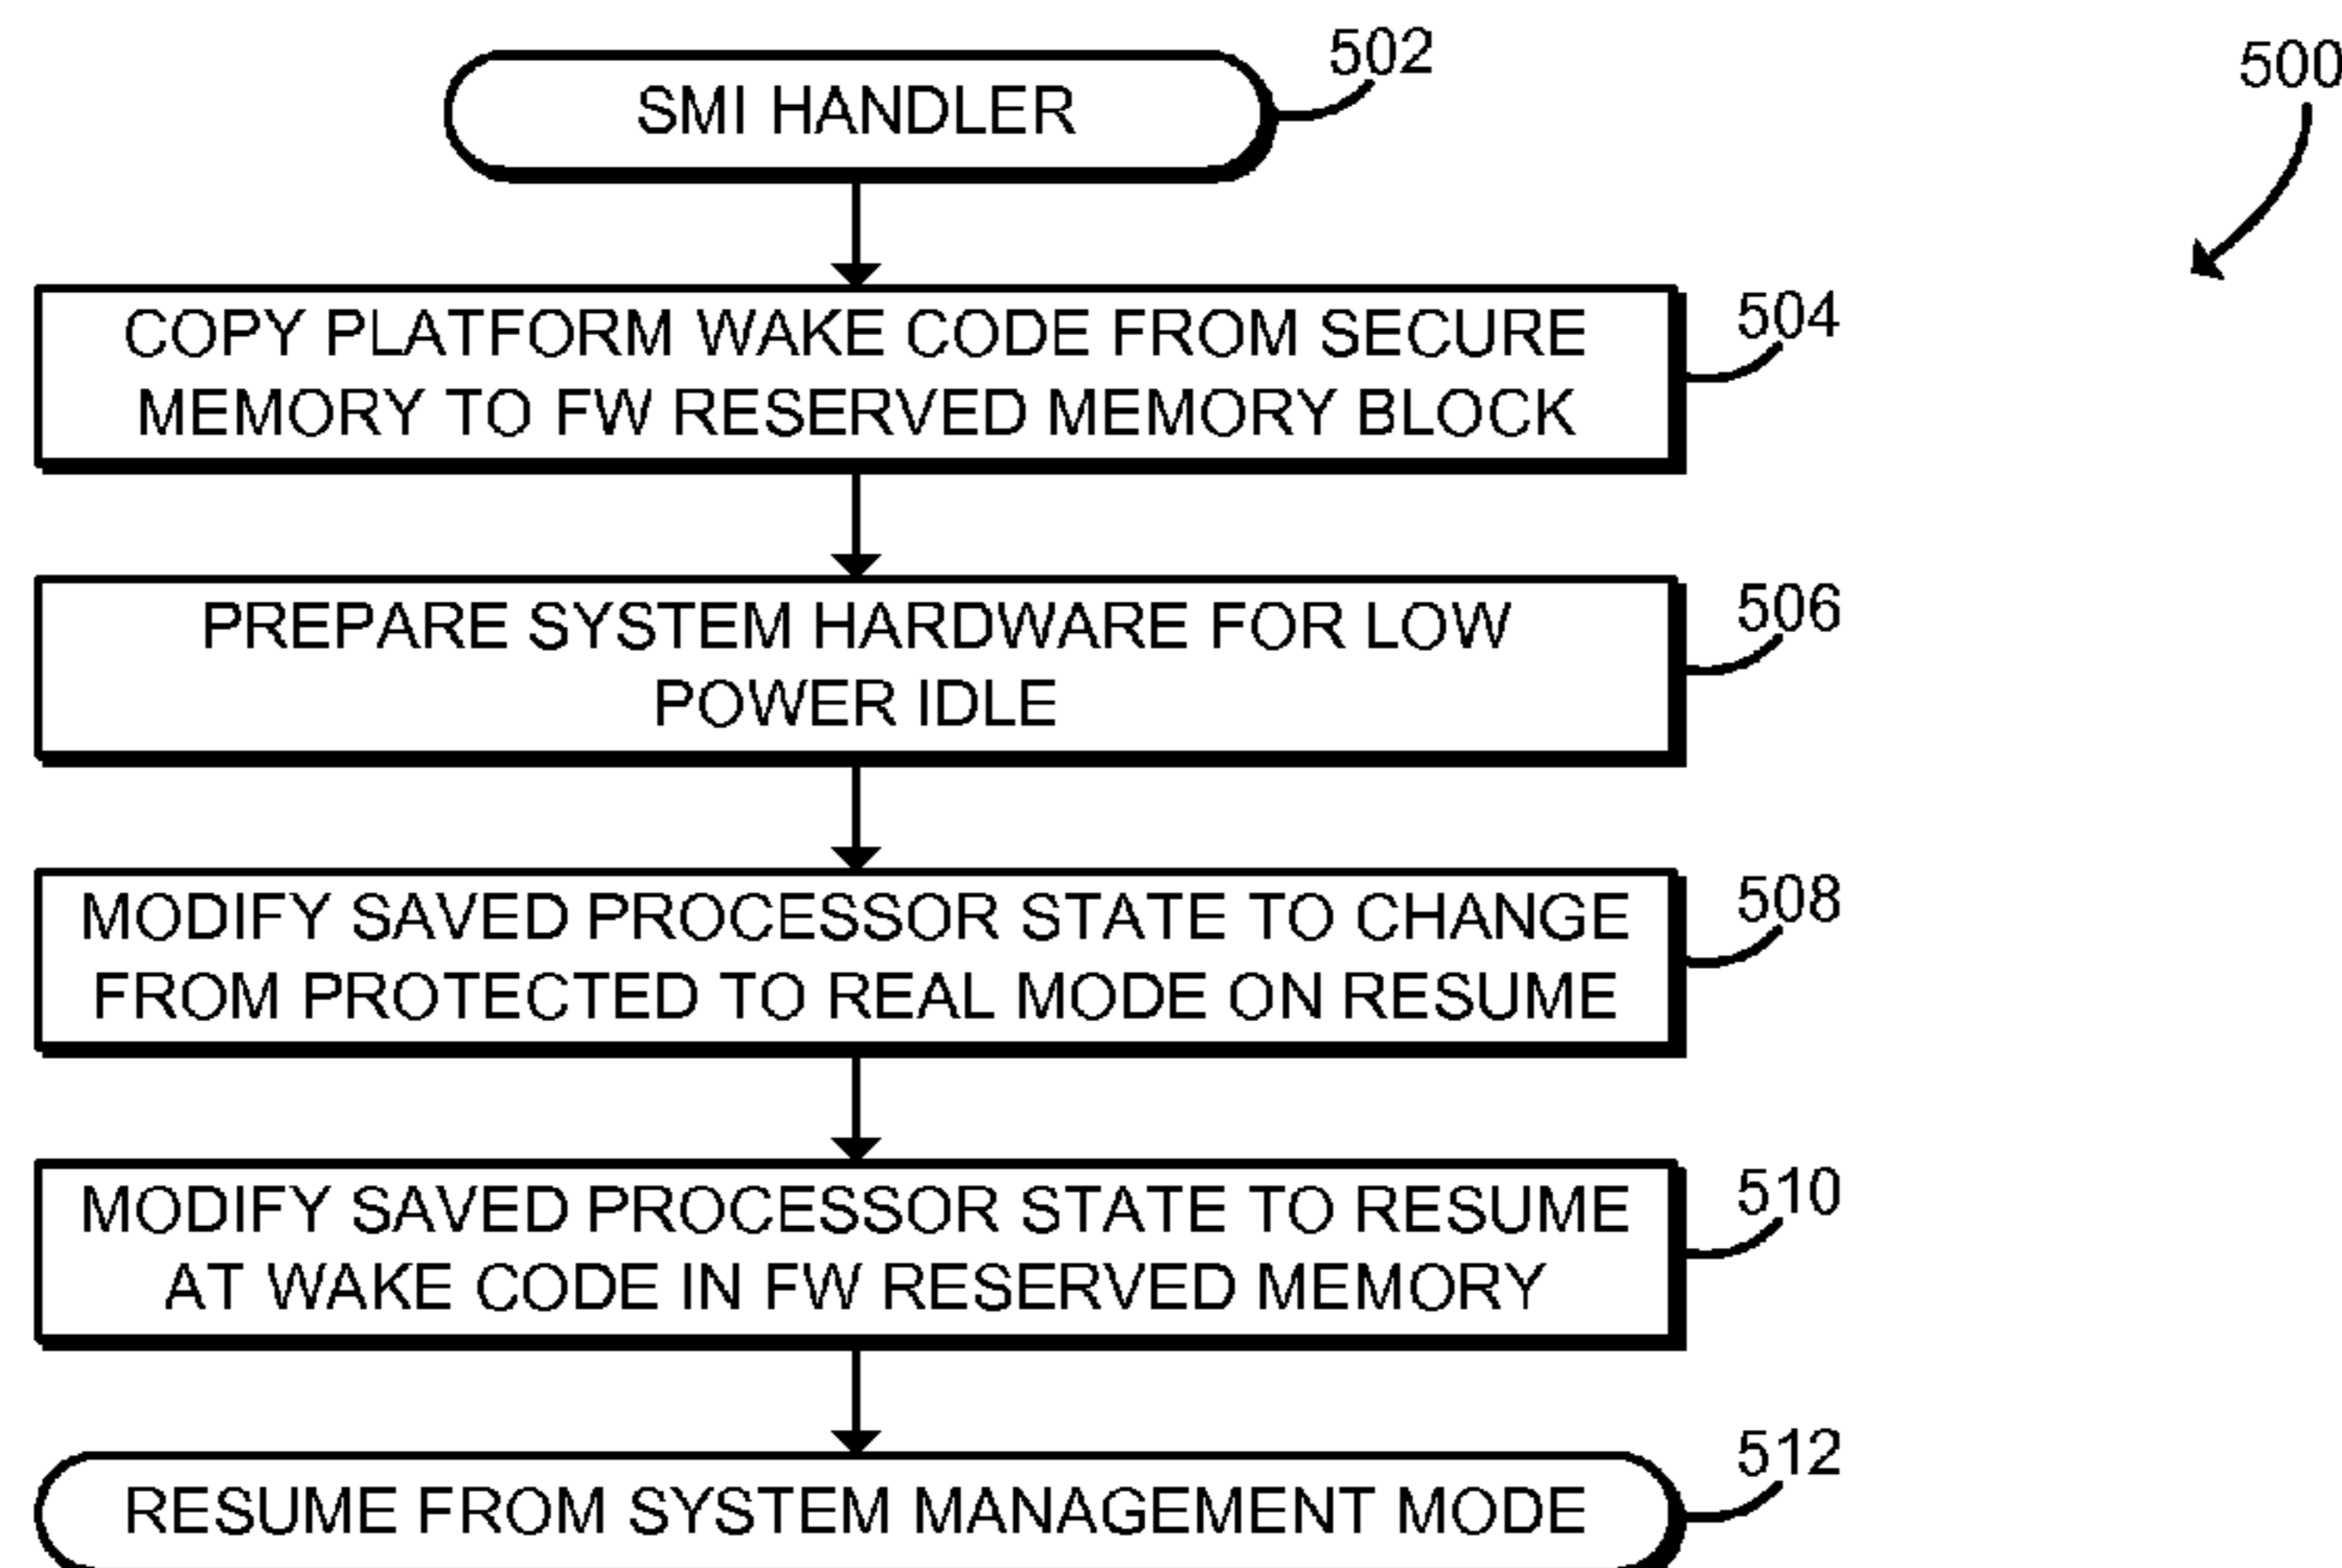 500
SMI HANDLER
502
COPY PLATFORM WAKE CODE FROM SECURE
MEMORY TO FW RESERVED MEMORY BLOCK
504
PREPARE SYSTEM HARDWARE FOR LOW
POWER IDLE
506
MODIFY SAVED PROCESSOR STATE TO CHANGE
FROM PROTECTED TO REAL MODE ON RESUME
508
MODIFY SAVED PROCESSOR STATE TO RESUME
AT WAKE CODE IN FW RESERVED MEMORY
510
RESUME FROM SYSTEM MANAGEMENT MODE
512